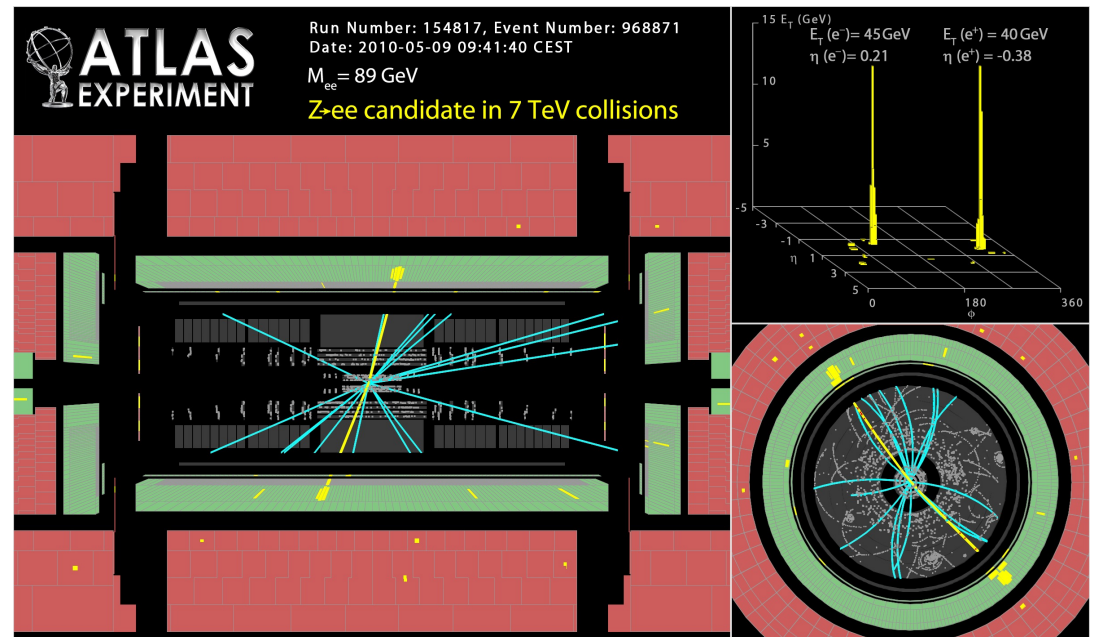 ATLAS
EXPERIMENT
Run Number: 154817, Event Number: 968871
Date: 2010-05-09 09:41:40 CEST
Mee= 89 GeV
Z→ee candidate in 7 TeV collisions
15 ET (GeV)
ET (e–)= 45 GeV ET (e+)= 40 GeV
η (e–)= 0.21 η (e+)= -0.38
10
5
-5
-3
-1
η 1
3
5
0 180 360
ϕ